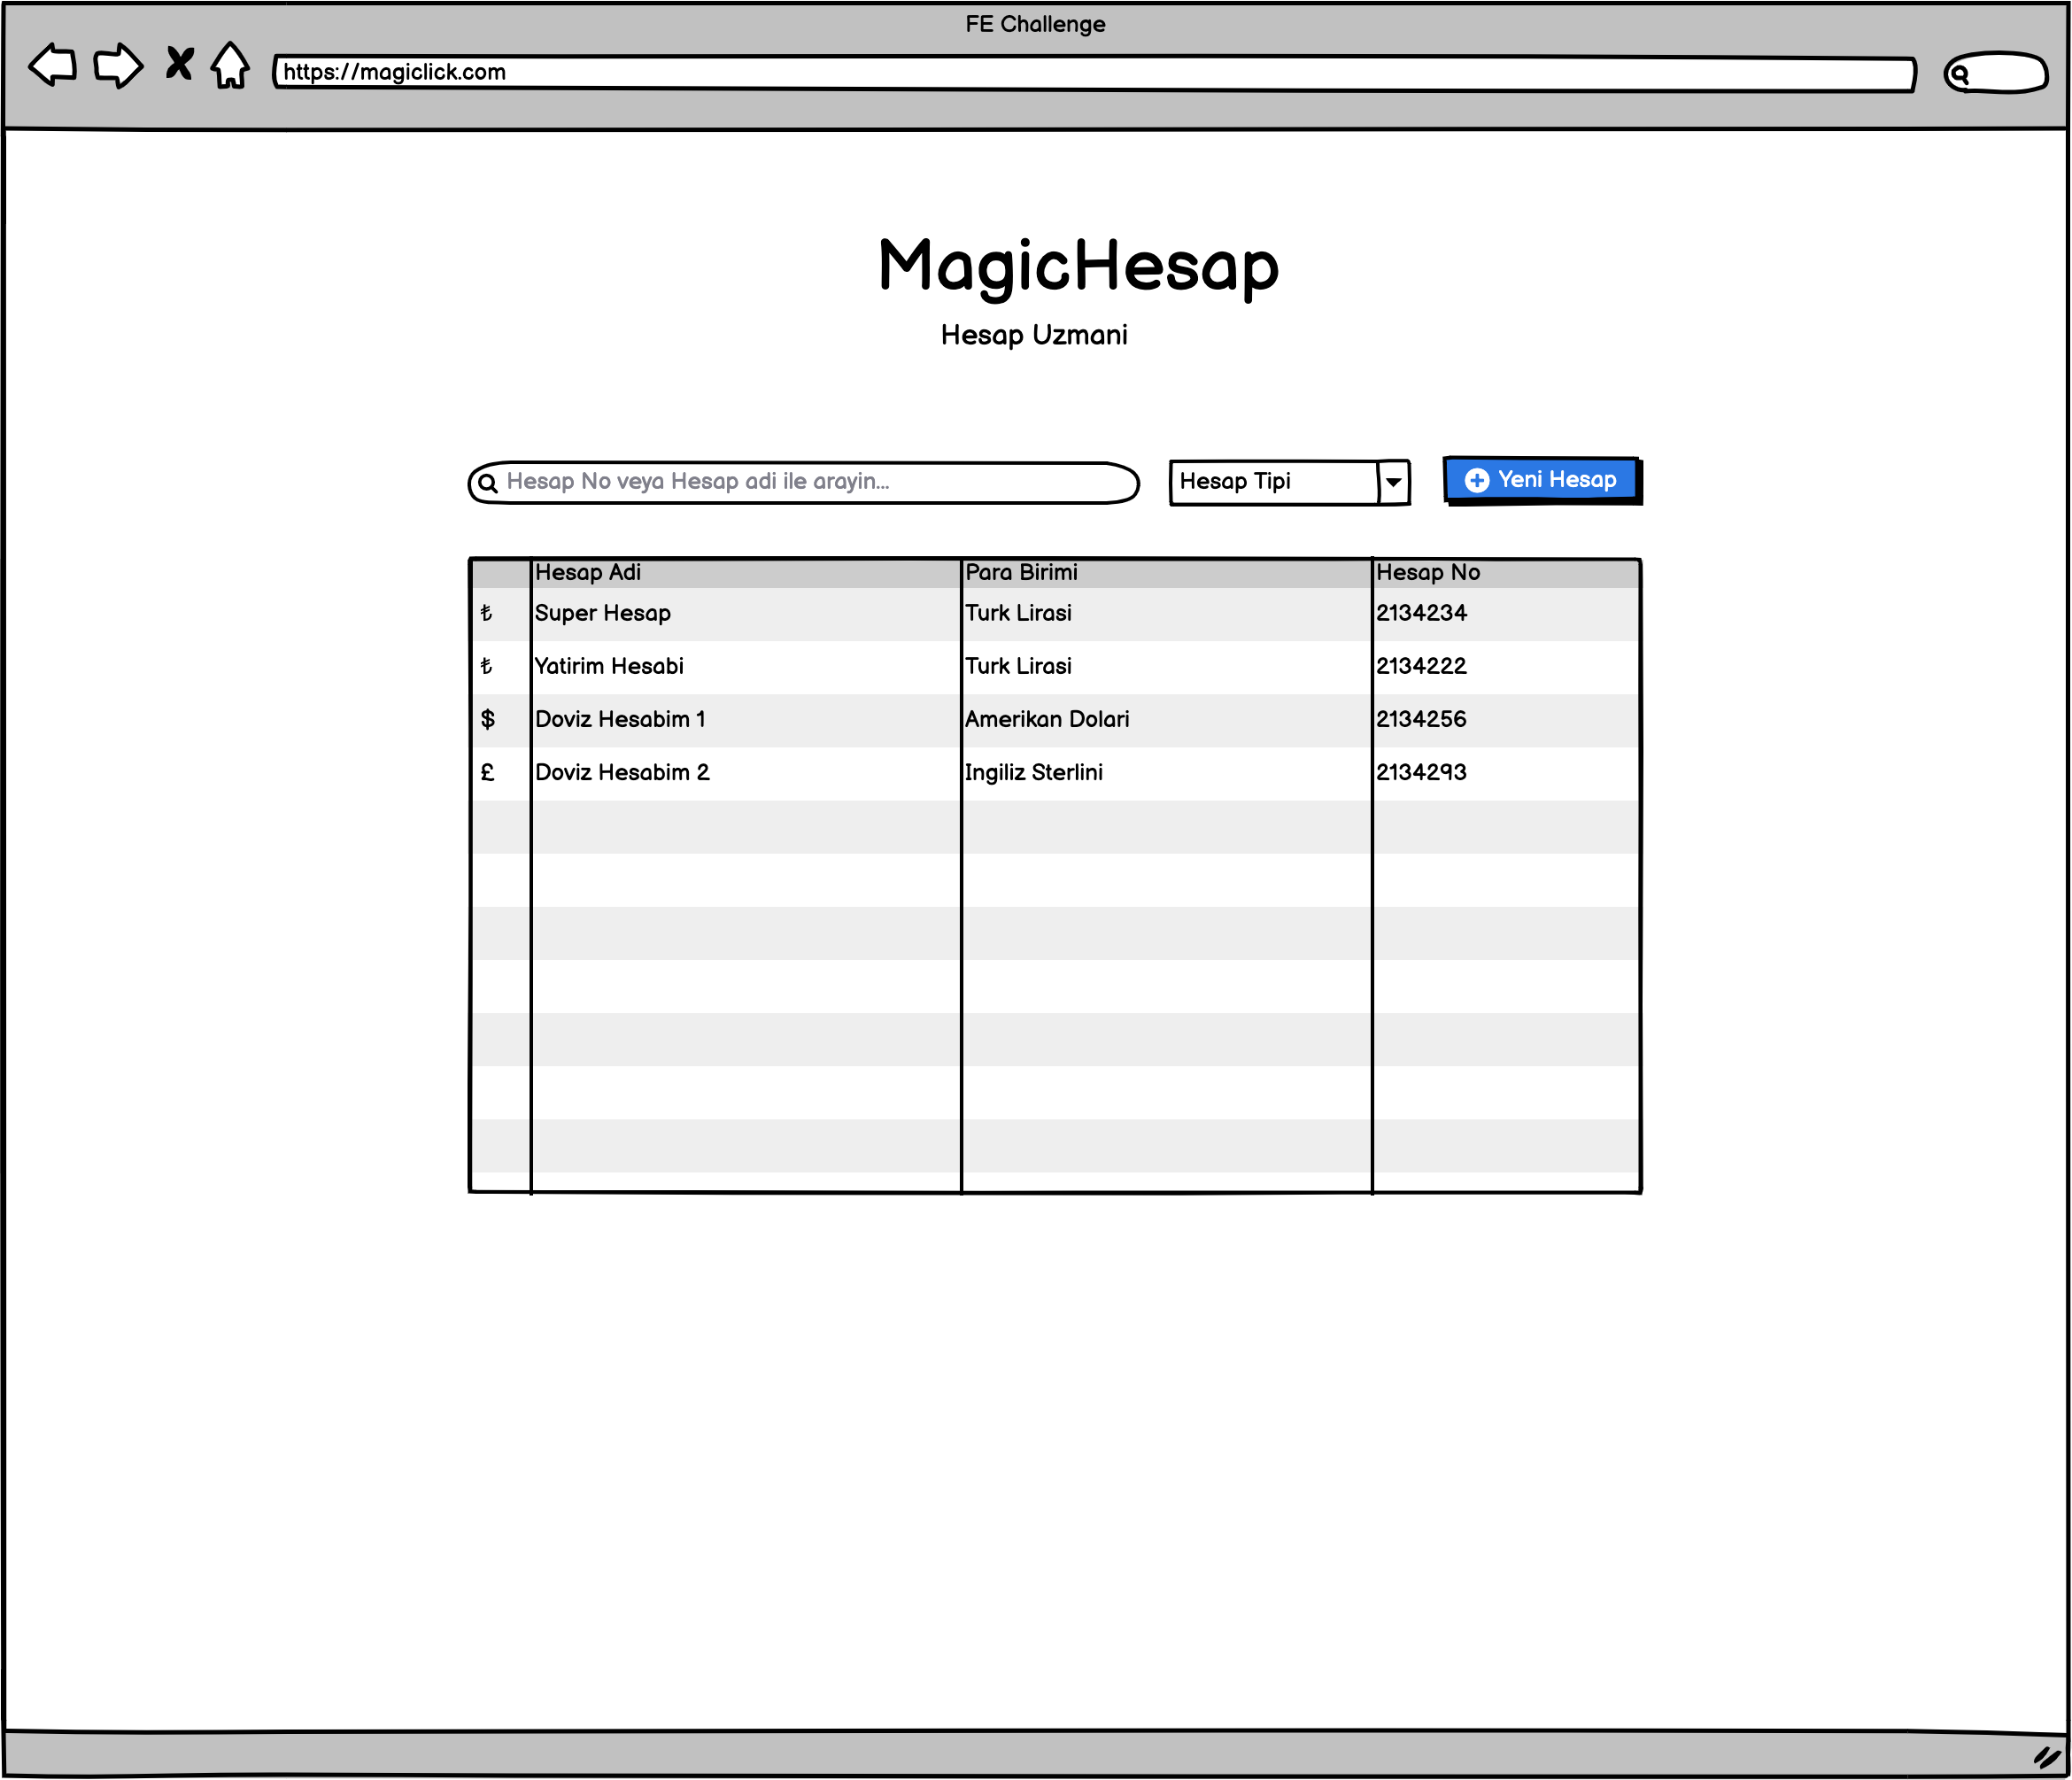 FE Challenge
https://magiclick.com
MagicHesap
Hesap Uzmani
Hesap No veya Hesap adi ile arayin...
Hesap Tipi
Yeni Hesap
Hesap Adi Para Birimi Hesap No
₺ Super Hesap Turk Lirasi 2134234
₺ Yatirim Hesabi Turk Lirasi 2134222
$ Doviz Hesabim 1 Amerikan Dolari 2134256
£ Doviz Hesabim 2 Ingiliz Sterlini 2134293